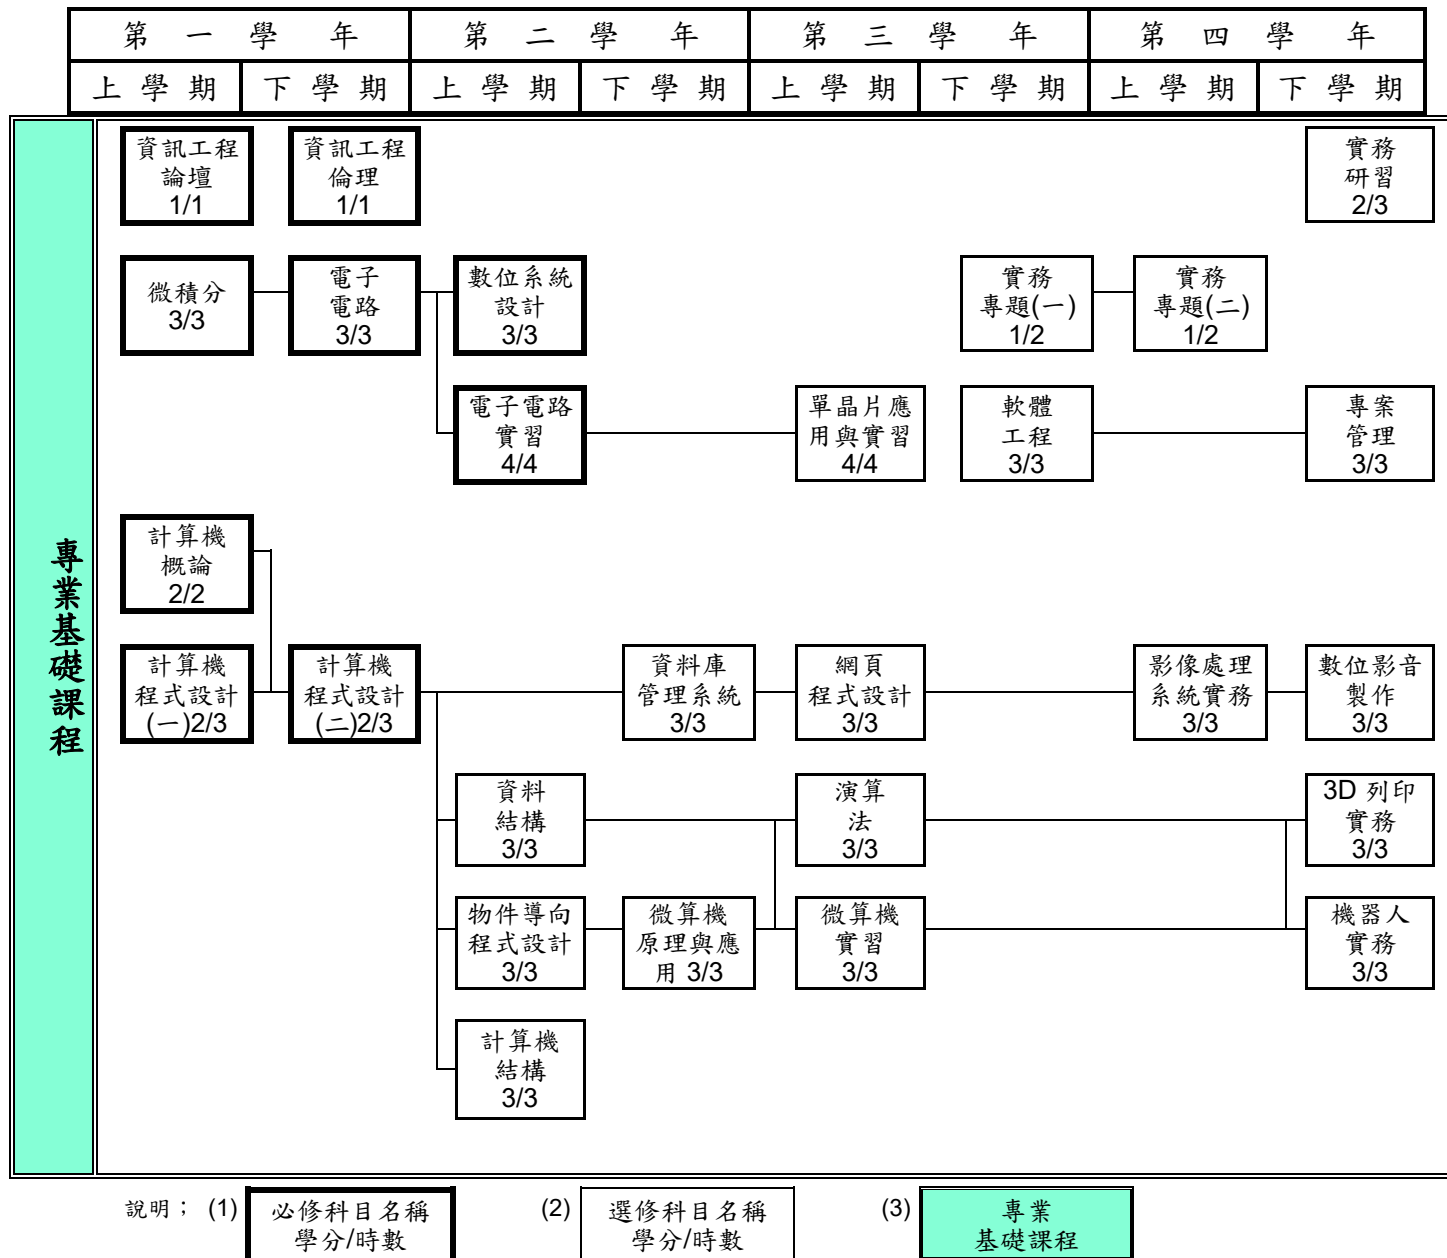 第 一 學 年
第 二 學 年
第 三 學 年
第 四 學 年
上 學 期
下 學 期
上 學 期
下 學 期
上 學 期
下 學 期
上 學 期
下 學 期
專業基礎課程
資訊工程
論壇
1/1
資訊工程
倫理
1/1
實務
研習
2/3
微積分
3/3
電子
電路
3/3
數位系統
設計
3/3
實務
專題(一)
1/2
實務
專題(二)
1/2
電子電路
實習
4/4
單晶片應
用與實習
4/4
軟體
工程
3/3
專案
管理
3/3
計算機
概論
2/2
計算機
程式設計
(一)2/3
計算機
程式設計
(二)2/3
資料庫
管理系統
3/3
網頁
程式設計
3/3
影像處理
系統實務
3/3
數位影音
製作
3/3
資料
結構
3/3
演算
法
3/3
3D 列印
實務
3/3
物件導向
程式設計
3/3
微算機
原理與應
用 3/3
微算機
實習
3/3
機器人
實務
3/3
計算機
結構
3/3
說明； (1)
必修科目名稱
學分/時數
(2)
選修科目名稱
學分/時數
(3)
專業
基礎課程